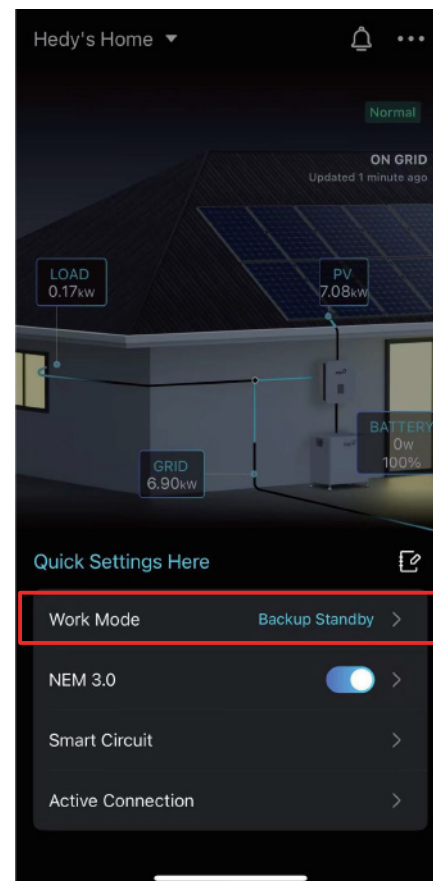 Hedy's Home
Normal
ON GRID
Updated 1 minute ago
LOAD
0.17kW
PV
7.08kW
BATTERY
0W
100%
GRID
6.90kW
Quick Settings Here
Work Mode
Backup Standby
NEM 3.0
Smart Circuit
Active Connection